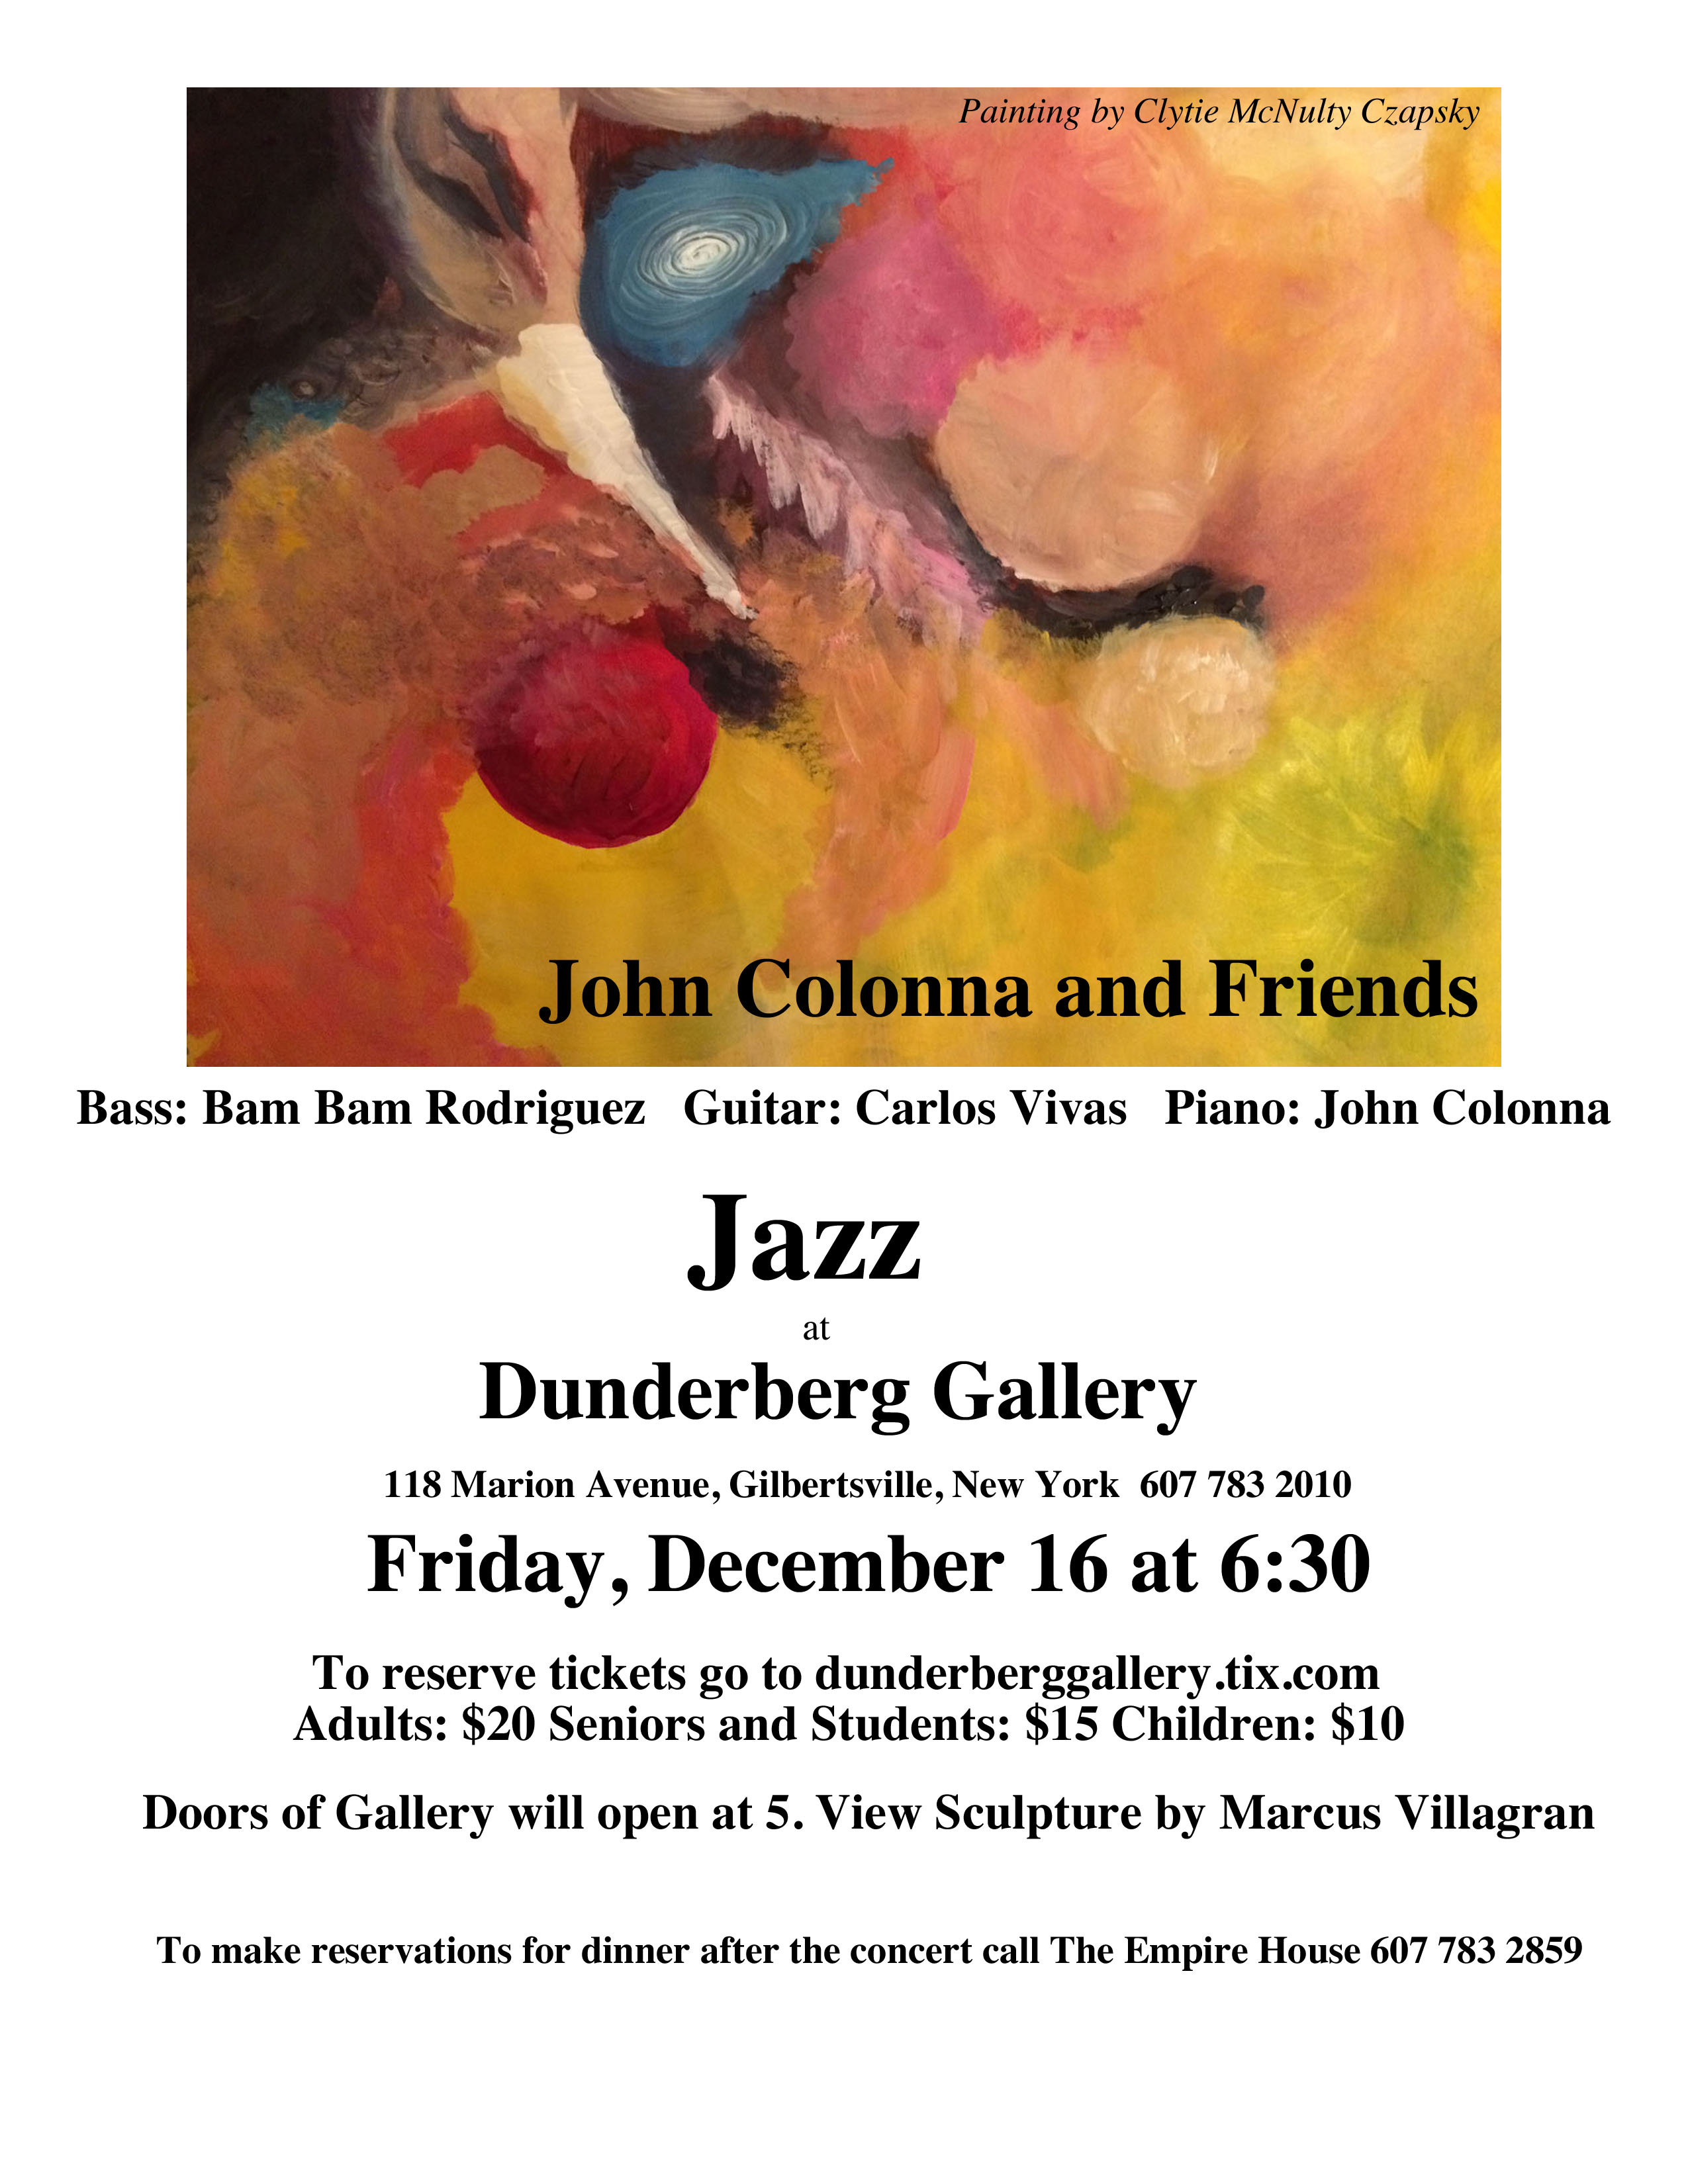 Painting by Clytie McNulty Czapsky
John Colonna and Friends
Bass: Bam Bam Rodriguez Guitar: Carlos Vivas Piano: John Colonna
Jazz
at
Dunderberg Gallery
118 Marion Avenue, Gilbertsville, New York 607 783 2010
Friday, December 16 at 6:30
To reserve tickets go to dunderberggallery.tix.com
Adults: $20 Seniors and Students: $15 Children: $10
Doors of Gallery will open at 5. View Sculpture by Marcus Villagran
To make reservations for dinner after the concert call The Empire House 607 783 2859